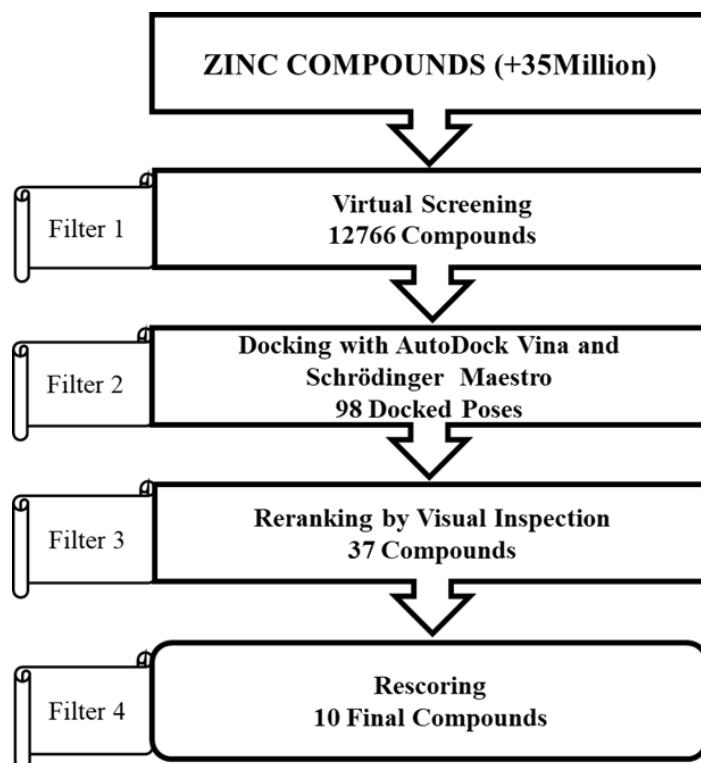 ZINC COMPOUNDS (+35Million)
Filter 1
Virtual Screening
12766 Compounds
Filter 2
Docking with AutoDock Vina and
Schrödinger Maestro
98 Docked Poses
Filter 3
Reranking by Visual Inspection
37 Compounds
Filter 4
Rescoring
10 Final Compounds